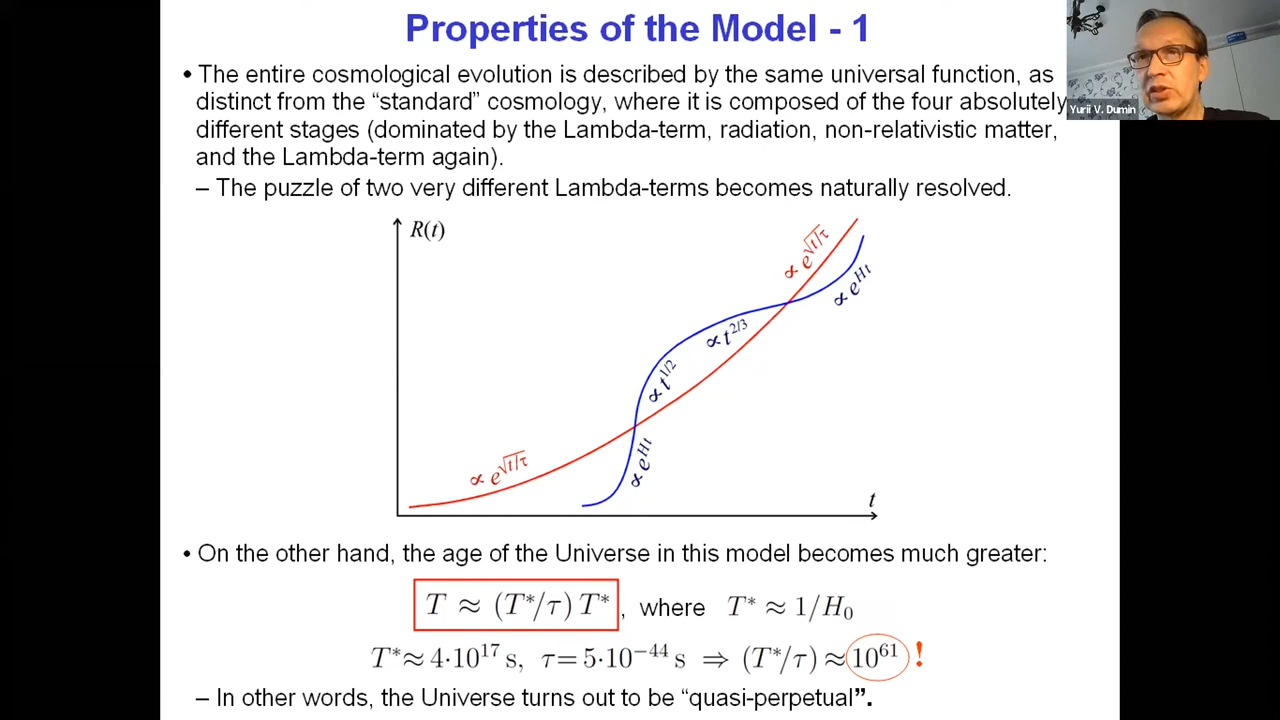 Properties of the Model - 1
• The entire cosmological evolution is described by the same universal function, as
distinct from the “standard” cosmology, where it is composed of the four absolutely
different stages (dominated by the Lambda-term, radiation, non-relativistic matter,
and the Lambda-term again).
– The puzzle of two very different Lambda-terms becomes naturally resolved.
Yurii V. Dumin
R(t)
∝ e^{√t/τ}
∝ e^{Ht}
∝ t^{2/3}
∝ t^{1/2}
∝ e^{√t/τ}
∝ e^{Ht}
t
• On the other hand, the age of the Universe in this model becomes much greater:
T ≈ (T*/τ) T* , where T* ≈ 1/H₀
T* ≈ 4·10¹⁷ s, τ = 5·10⁻⁴⁴ s ⇒ (T*/τ) ≈ 10⁶¹ !
– In other words, the Universe turns out to be “quasi-perpetual”.